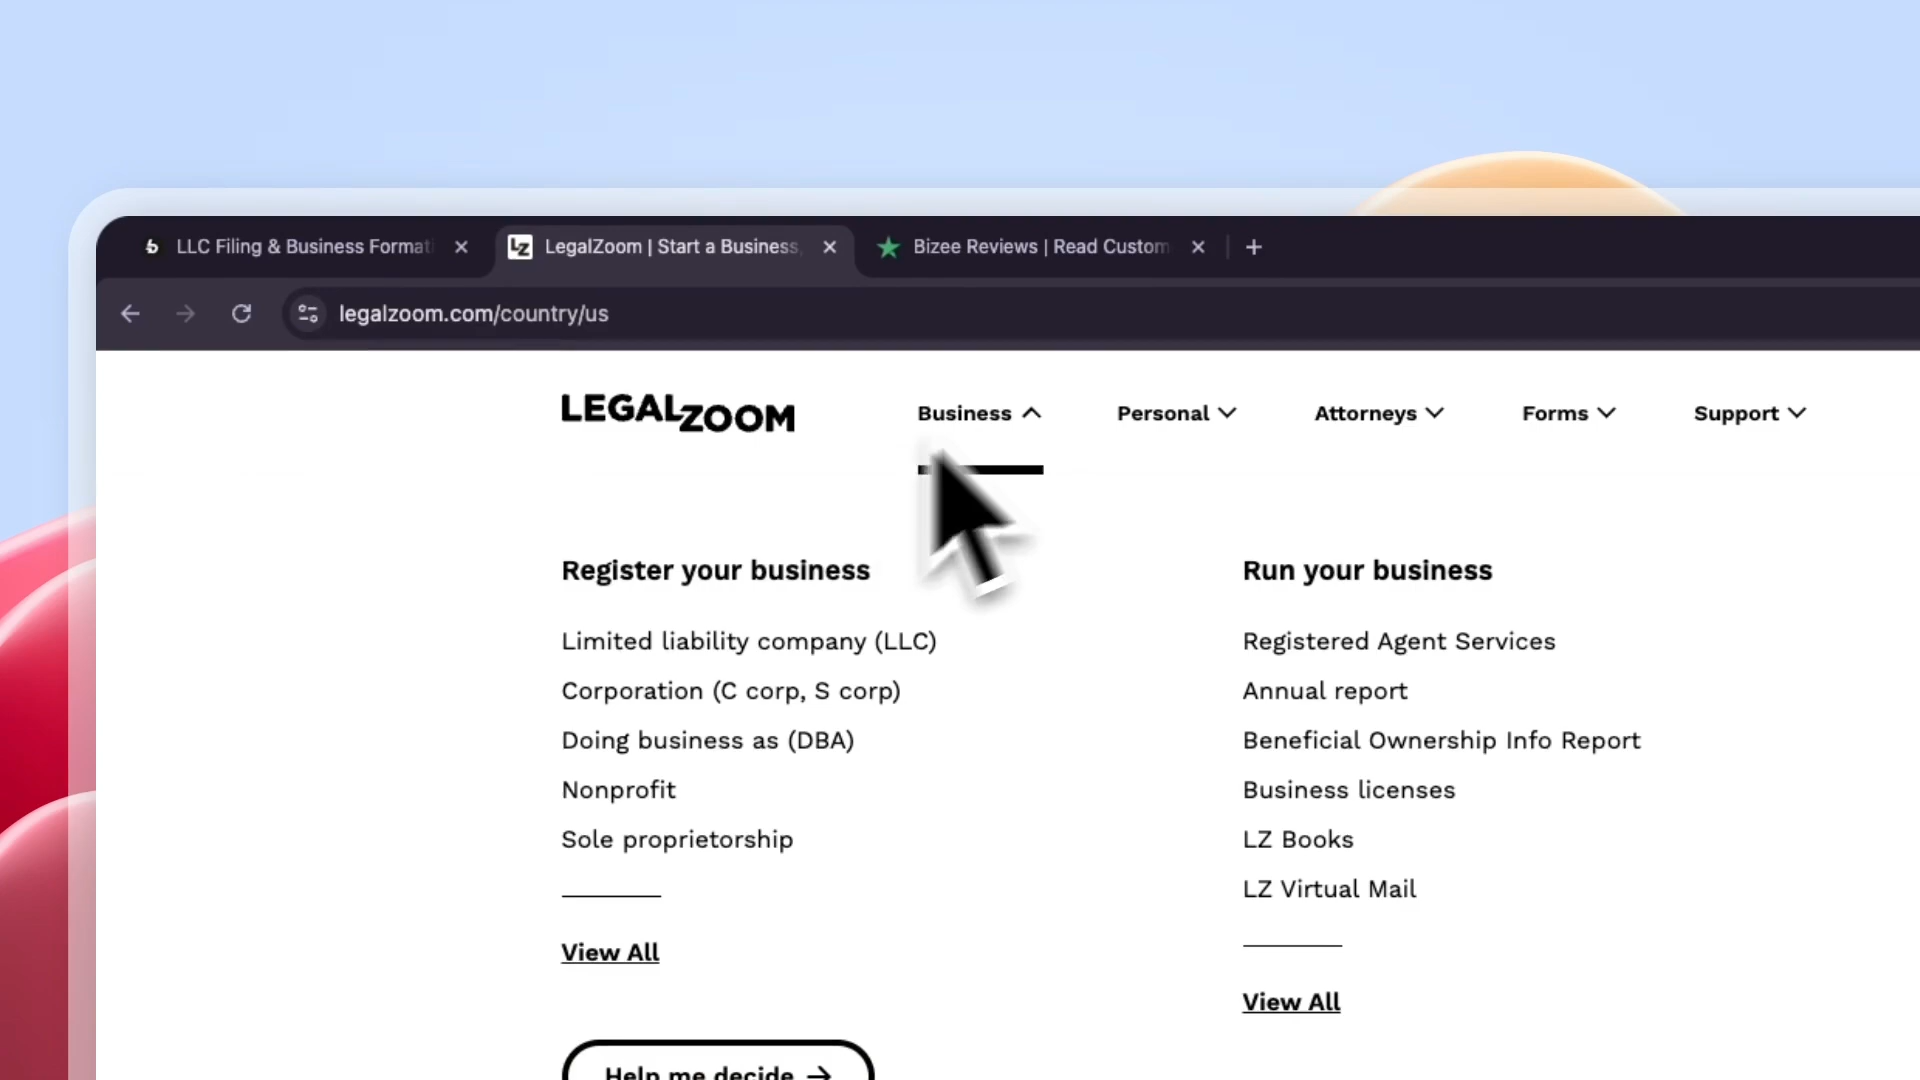 LLC Filing & Business Formati
LegalZoom | Start a Business,
Bizee Reviews | Read Custom
legalzoom.com/country/us
LEGALZOOM
Business
Personal
Attorneys
Forms
Support
Register your business
Limited liability company (LLC)
Corporation (C corp, S corp)
Doing business as (DBA)
Nonprofit
Sole proprietorship
View All
Help me decide →
Run your business
Registered Agent Services
Annual report
Beneficial Ownership Info Report
Business licenses
LZ Books
LZ Virtual Mail
View All